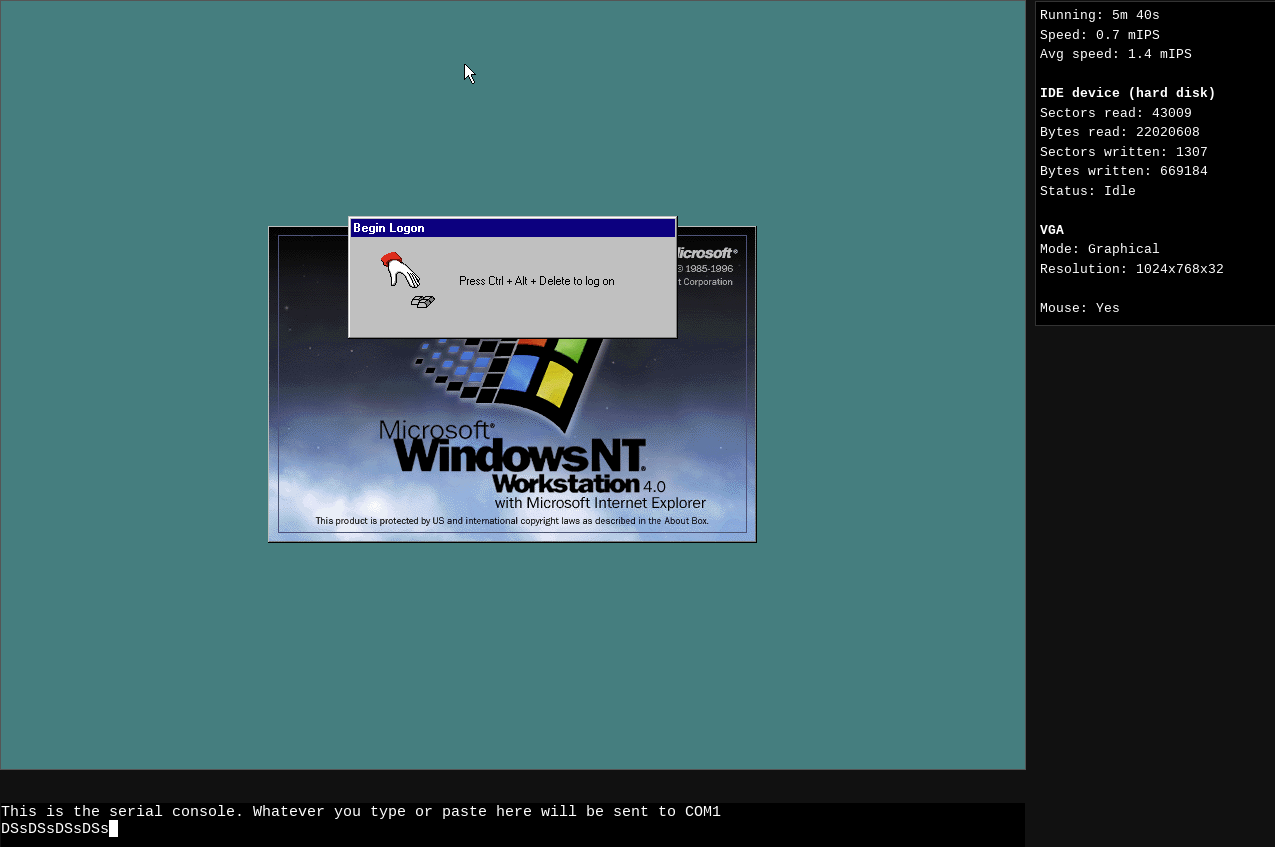 Running: 5m 40s
Speed: 0.7 mIPS
Avg speed: 1.4 mIPS
IDE device (hard disk)
Sectors read: 43009
Bytes read: 22020608
Sectors written: 1307
Bytes written: 669184
Status: Idle
VGA
Mode: Graphical
Resolution: 1024x768x32
Mouse: Yes
Begin Logon
Press Ctrl + Alt + Delete to log on
Microsoft®
© 1985-1996
t Corporation
Microsoft®
WindowsNT®
Workstation 4.0
with Microsoft Internet Explorer
This product is protected by US and international copyright laws as described in the About Box.
This is the serial console. Whatever you type or paste here will be sent to COM1
DSsDSsDSsDSs